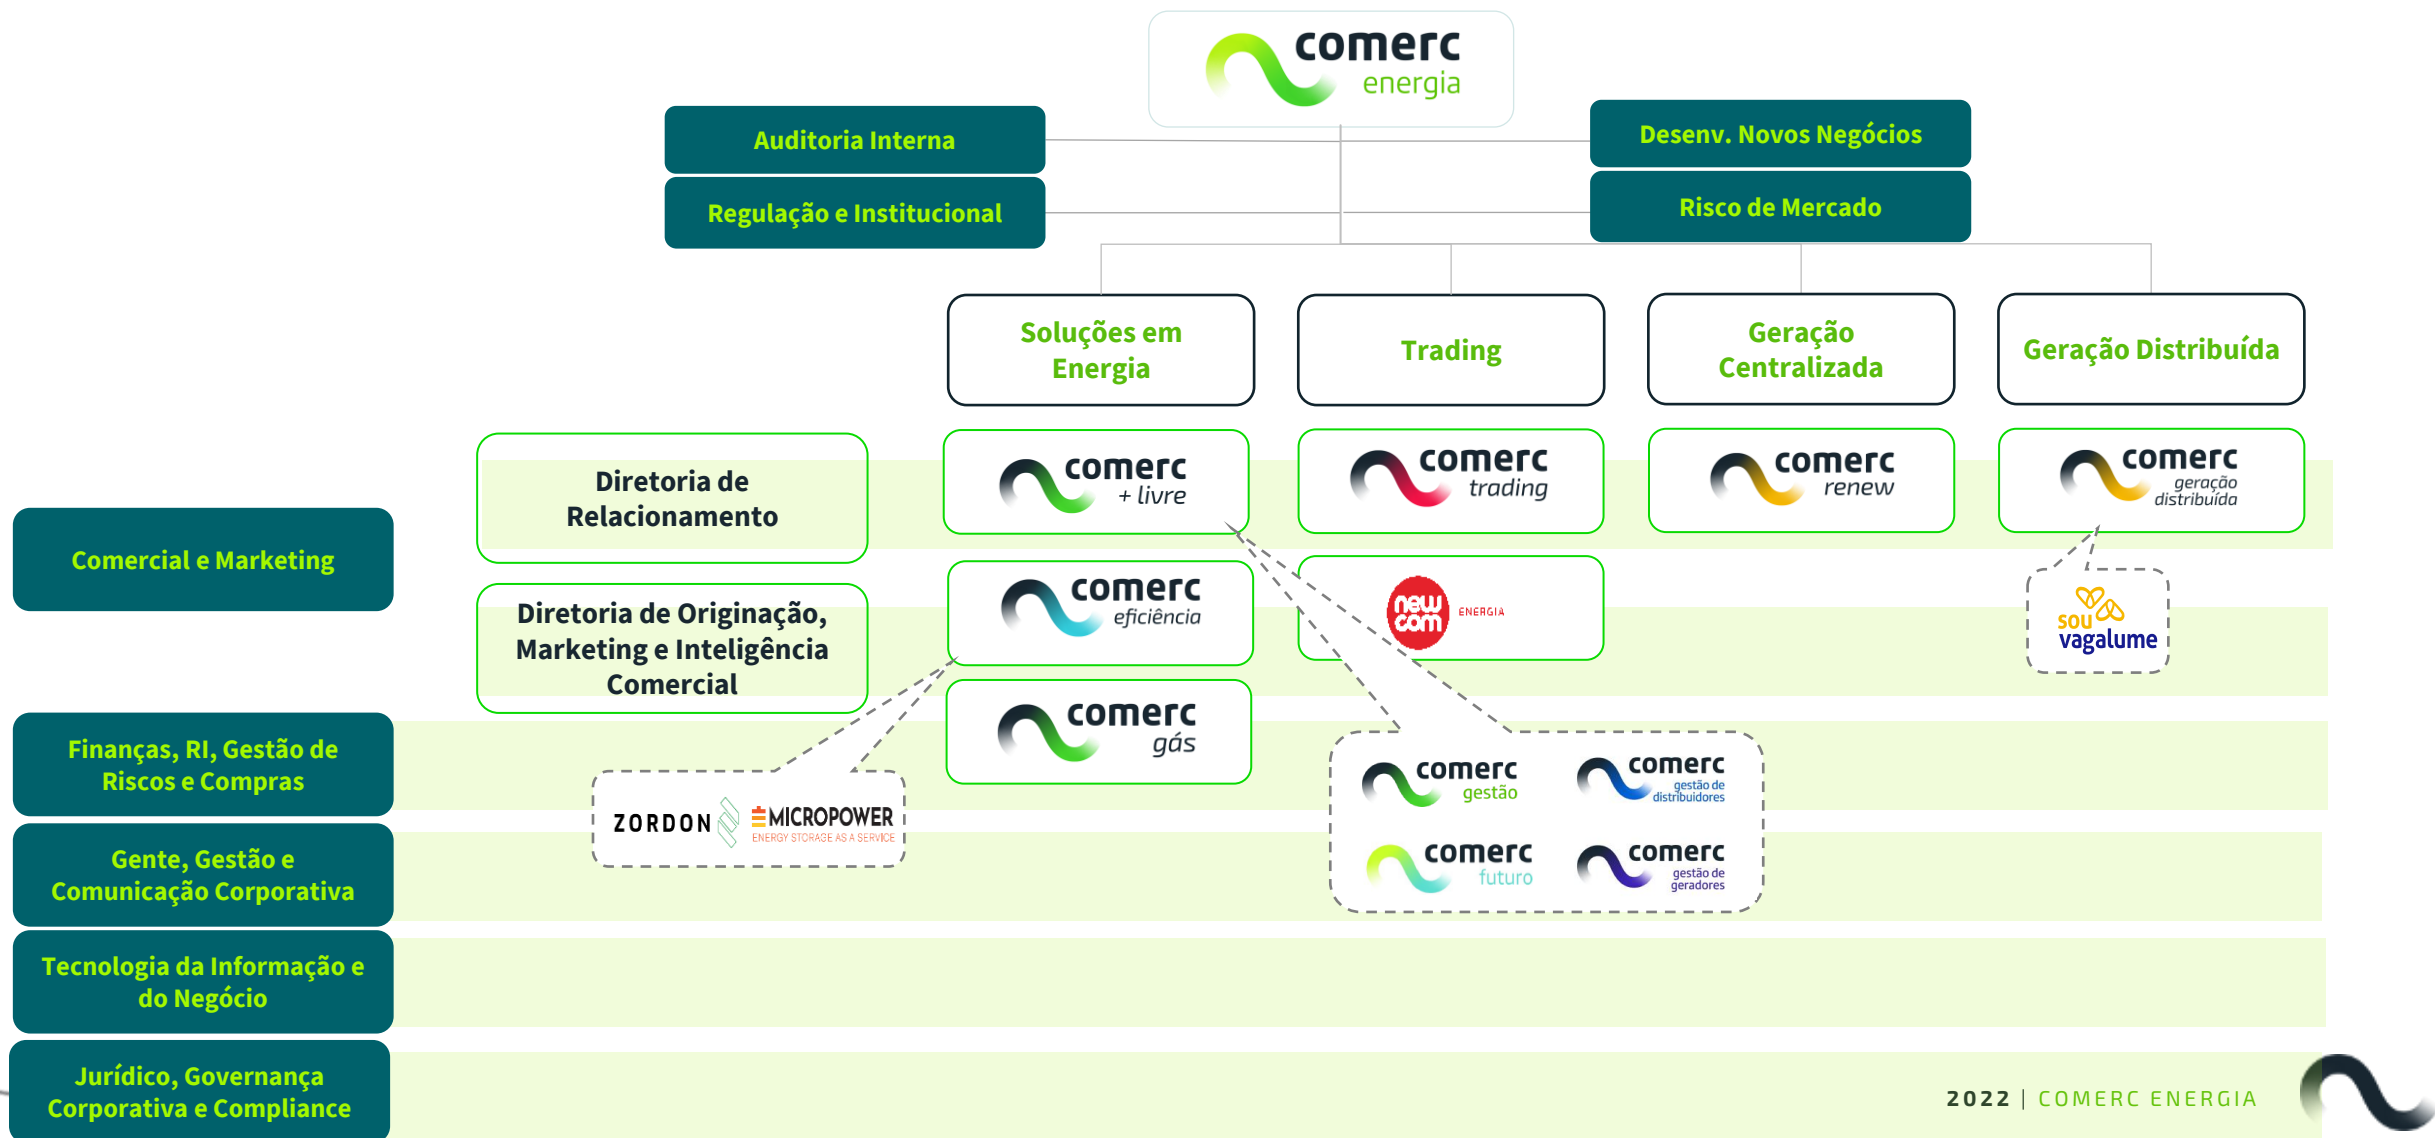 comerc
energia
Auditoria Interna
Desenv. Novos Negócios
Regulação e Institucional
Risco de Mercado
Soluções em
Energia
Trading
Geração
Centralizada
Geração Distribuída
Diretoria de
Relacionamento
comerc
+ livre
comerc
trading
comerc
renew
comerc
geração
distribuída
Comercial e Marketing
Diretoria de Originação,
Marketing e Inteligência
Comercial
comerc
eficiência
new
com
ENERGIA
sou
vagalume
comerc
gás
Finanças, RI, Gestão de
Riscos e Compras
ZORDON
MICROPOWER
ENERGY STORAGE AS A SERVICE
comerc
gestão
comerc
gestão de
distribuidores
comerc
futuro
comerc
gestão de
geradores
Gente, Gestão e
Comunicação Corporativa
Tecnologia da Informação e
do Negócio
Jurídico, Governança
Corporativa e Compliance
2022 | COMERC ENERGIA